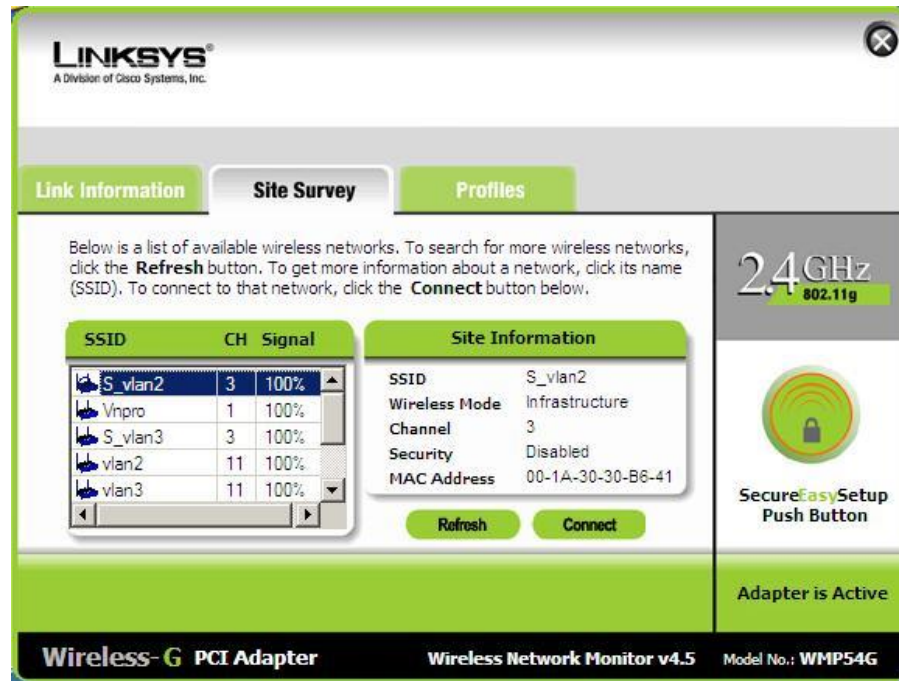 LINKSYS®
A Division of Cisco Systems, Inc.
Link Information Site Survey Profiles
Below is a list of available wireless networks. To search for more wireless networks,
click the Refresh button. To get more information about a network, click its name
(SSID). To connect to that network, click the Connect button below.
2.4GHz
802.11g
SSID CH Signal
S_vlan2 3 100%
Vnpro 1 100%
S_vlan3 3 100%
vlan2 11 100%
vlan3 11 100%
Site Information
SSID S_vlan2
Wireless Mode Infrastructure
Channel 3
Security Disabled
MAC Address 00-1A-30-30-B6-41
Refresh Connect
SecureEasySetup
Push Button
Adapter is Active
Wireless-G PCI Adapter Wireless Network Monitor v4.5 Model No.: WMP54G